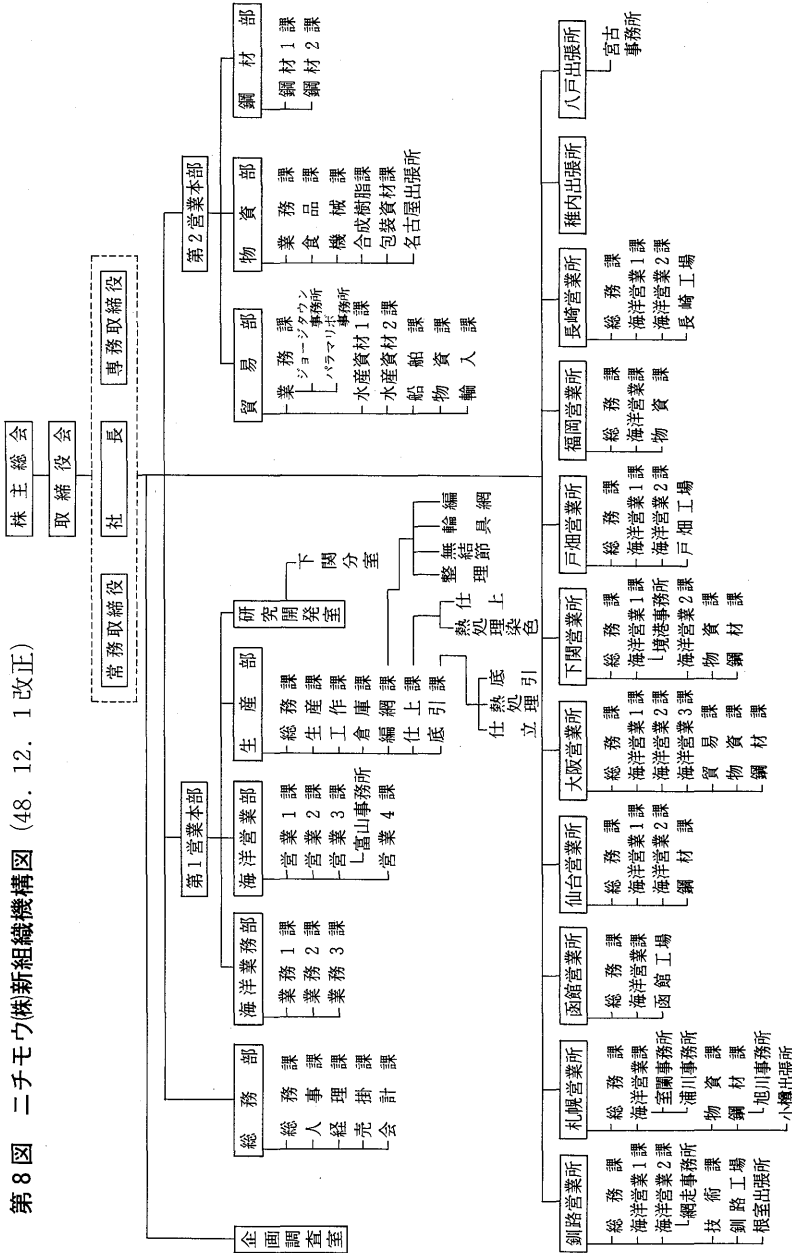 第8図 ニチモウ(株)新組織機構図 (48. 12. 1改正)
株主総会
取締役会
常務取締役
社長
専務取締役
企画調査室
総務部
総務課
人事課
経理課
売掛課
会計課
第1営業本部
海洋業務部
業務1課
業務2課
業務3課
海洋営業部
営業1課
営業2課
営業3課
富山事務所
営業4課
生産部
総務課
生産課
工作課
倉庫課
編網課
仕上課
底引課
整理
無結節
輪具
編網
熱処理染色
仕上
仕立
熱処理
底引
研究開発室
下関分室
第2営業本部
貿易部
業務課
ジョージタウン事務所
パラマリボ事務所
水産資材1課
水産資材2課
船舶課
物資課
輸入課
物資部
業務課
食品課
機械課
合成樹脂課
包装資材課
名古屋出張所
鋼材部
鋼材1課
鋼材2課
釧路営業所
総務課
海洋営業1課
海洋営業2課
網走事務所
技術課
釧路工場
根室出張所
札幌営業所
総務課
海洋営業課
室蘭事務所
浦川事務所
物資課
鋼材課
旭川事務所
小樽出張所
函館営業所
総務課
海洋営業課
函館工場
仙台営業所
総務課
海洋営業1課
海洋営業2課
鋼材課
大阪営業所
総務課
海洋営業1課
海洋営業2課
海洋営業3課
貿易課
物資課
鋼材課
下関営業所
総務課
海洋営業1課
境港事務所
海洋営業2課
物資課
鋼材課
戸畑営業所
総務課
海洋営業1課
海洋営業2課
戸畑工場
福岡営業所
総務課
海洋営業課
物資課
長崎営業所
総務課
海洋営業1課
海洋営業2課
長崎工場
稚内出張所
八戸出張所
宮古事務所